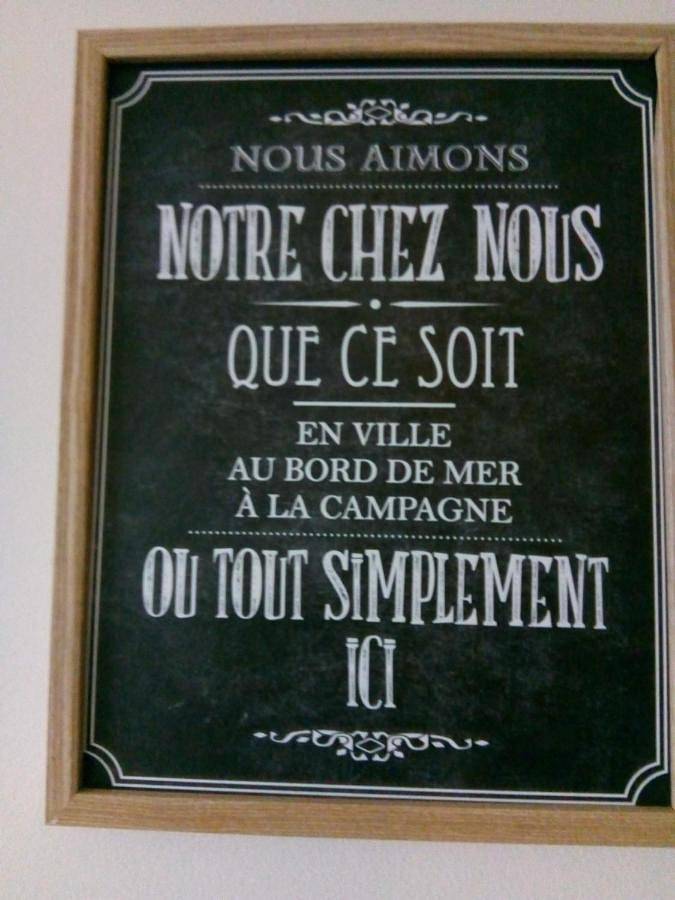 NOUS AIMONS
NOTRE CHEZ NOUS
QUE CE SOIT
EN VILLE
AU BORD DE MER
À LA CAMPAGNE
OU TOUT SIMPLEMENT
ICI